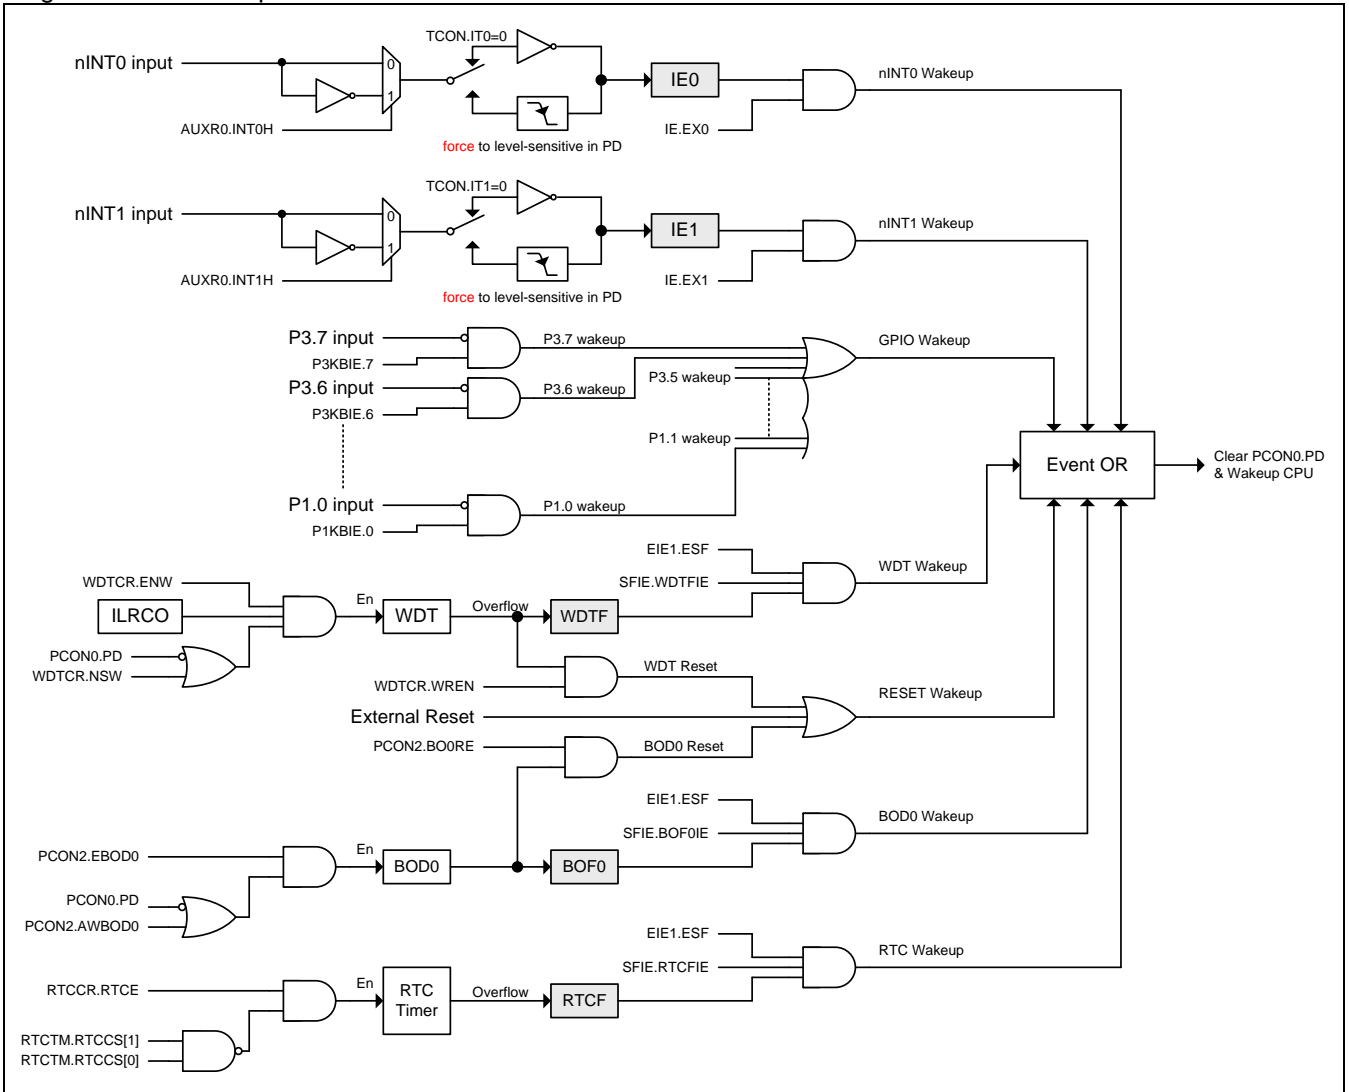 TCON.IT0=0
nINT0 input
0
1
IE0
nINT0 Wakeup
AUXR0.INT0H
IE.EX0
force to level-sensitive in PD
TCON.IT1=0
nINT1 input
0
1
IE1
nINT1 Wakeup
AUXR0.INT1H
IE.EX1
force to level-sensitive in PD
P3.7 input
P3.7 wakeup
GPIO Wakeup
P3KBIE.7
P3.6 input
P3.5 wakeup
P3.6 wakeup
P3KBIE.6
P1.1 wakeup
Event OR
Clear PCON0.PD
& Wakeup CPU
P1.0 input
P1.0 wakeup
P1KBIE.0
EIE1.ESF
WDT Wakeup
WDTCR.ENW
SFIE.WDTFIE
En
Overflow
ILRCO
WDT
WDTF
PCON0.PD
WDT Reset
WDTCR.NSW
WDTCR.WREN
RESET Wakeup
External Reset
PCON2.BO0RE
BOD0 Reset
EIE1.ESF
BOD0 Wakeup
SFIE.BOF0IE
PCON2.EBOD0
En
BOD0
BOF0
PCON0.PD
PCON2.AWBOD0
EIE1.ESF
RTC Wakeup
SFIE.RTCFIE
RTCCR.RTCE
En
RTC
Timer
Overflow
RTCF
RTCTM.RTCCS[1]
RTCTM.RTCCS[0]